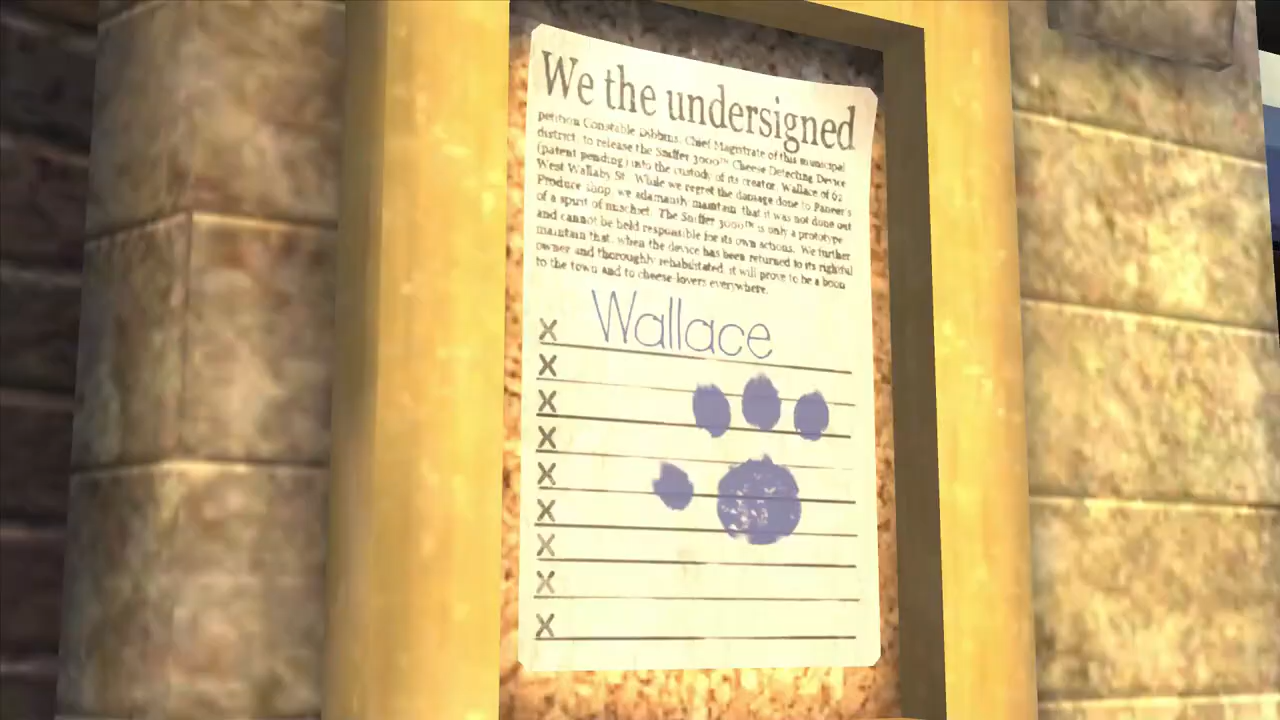 We the undersigned
petition Constable Dibbins, Chief Magistrate of this municipal
district, to release the Sniffer 3000™ Cheese Detecting Device
(patent pending) into the custody of its creator, Wallace of 62
West Wallaby St. While we regret the damage done to Paneer's
Produce shop, we adamantly maintain that it was not done out
of a spirit of mischief. The Sniffer 3000™ is only a prototype
and cannot be held responsible for its own actions. We further
maintain that, when the device has been returned to its rightful
owner and thoroughly rehabilitated, it will prove to be a boon
to the town and to cheese-lovers everywhere.
X Wallace
X
X
X
X
X
X
X
X